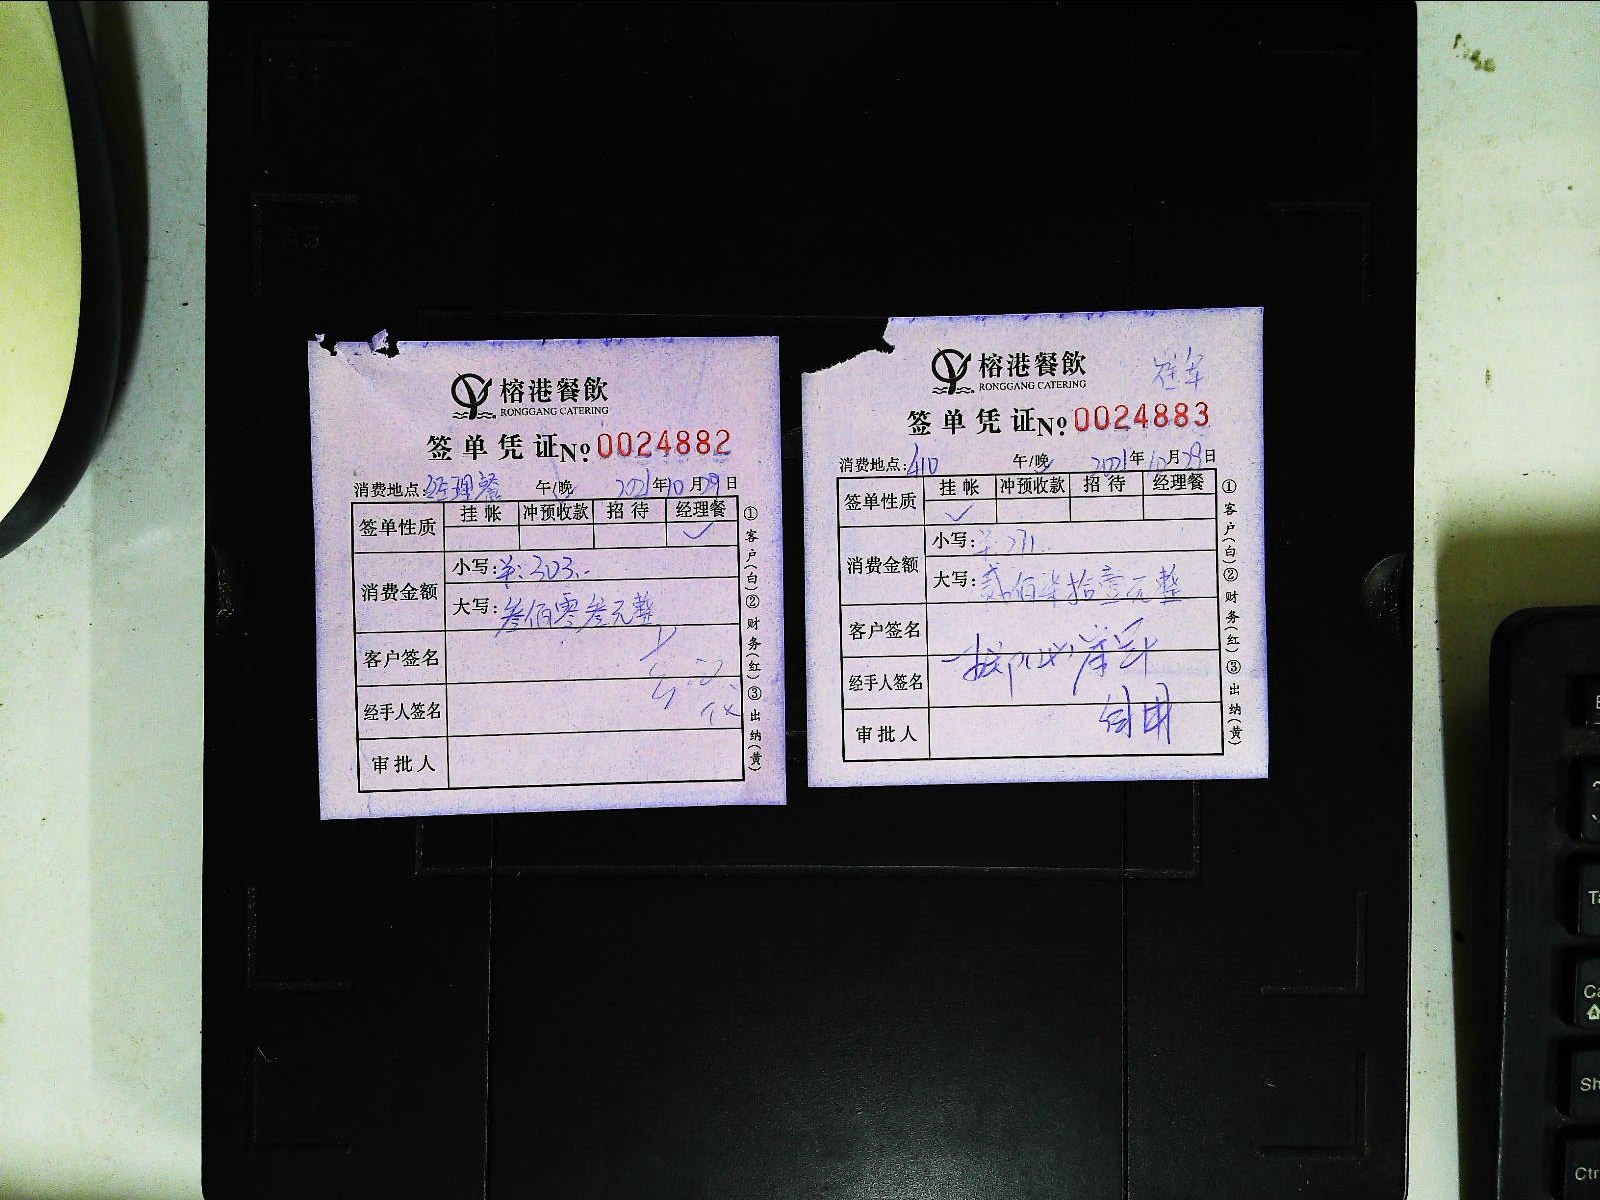 榕港餐飲
RONGGANG CATERING
签单凭证 No: 0024882
消费地点: 经理餐 午/晚 2021年10月29日
签单性质 挂帐 冲预收款 招待 经理餐
✓
消费金额 小写: ¥:303.-
大写: 叁佰零叁元整
客户签名
经手人签名
审批人
①客户(白)②财务(红)③出纳(黄)
榕港餐飲
RONGGANG CATERING
签单凭证 No: 0024883
消费地点: 410 午/晚 2021年10月29日
签单性质 挂帐 冲预收款 招待 经理餐
✓
消费金额 小写: ¥:271.-
大写: 贰佰柒拾壹元整
客户签名
经手人签名
审批人
①客户(白)②财务(红)③出纳(黄)